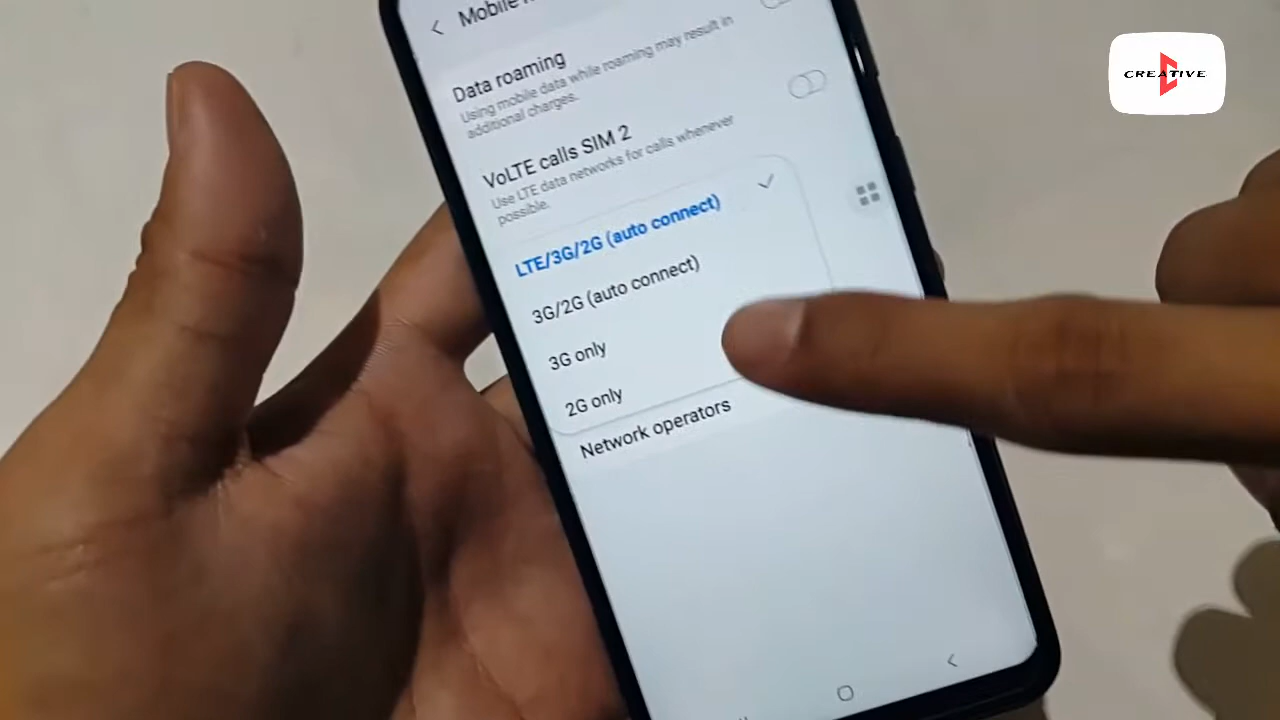 Mobile
Data roaming
Using mobile data while roaming may result in
additional charges.
VoLTE calls SIM 2
Use LTE data networks for calls whenever
possible.
LTE/3G/2G (auto connect)
3G/2G (auto connect)
3G only
2G only
Network operators
CREATIVE